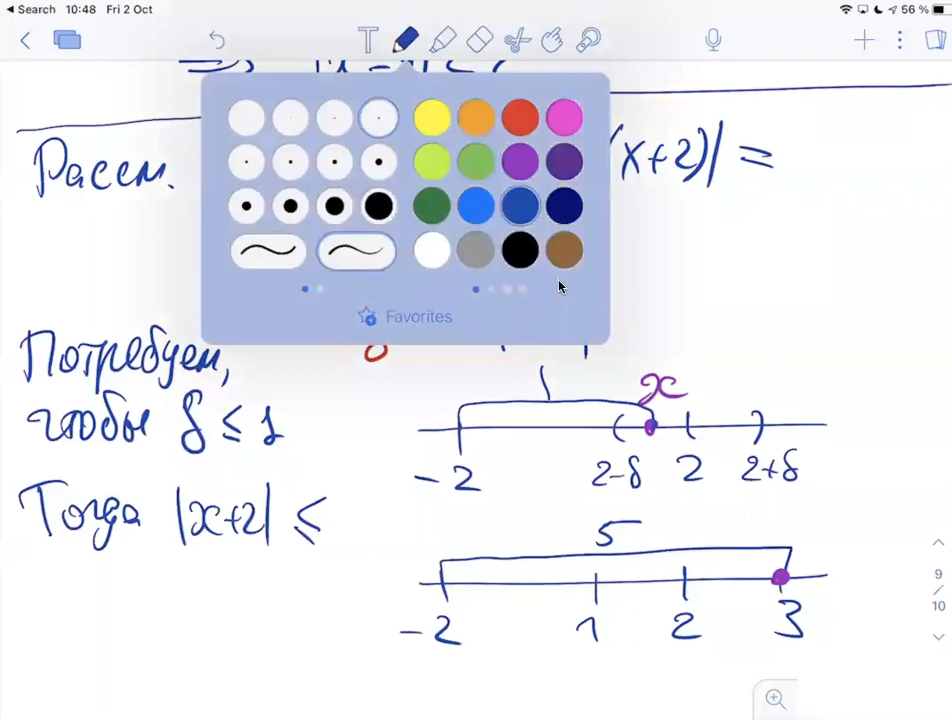 Search 10:48 Fri 2 Oct 56 %
Рассм. (x+2)| =
Favorites
Потребуем,
чтобы δ ≤ 1
x
-2 2-δ 2 2+δ
Тогда |x+2| ≤
5
-2 1 2 3
9
/
10